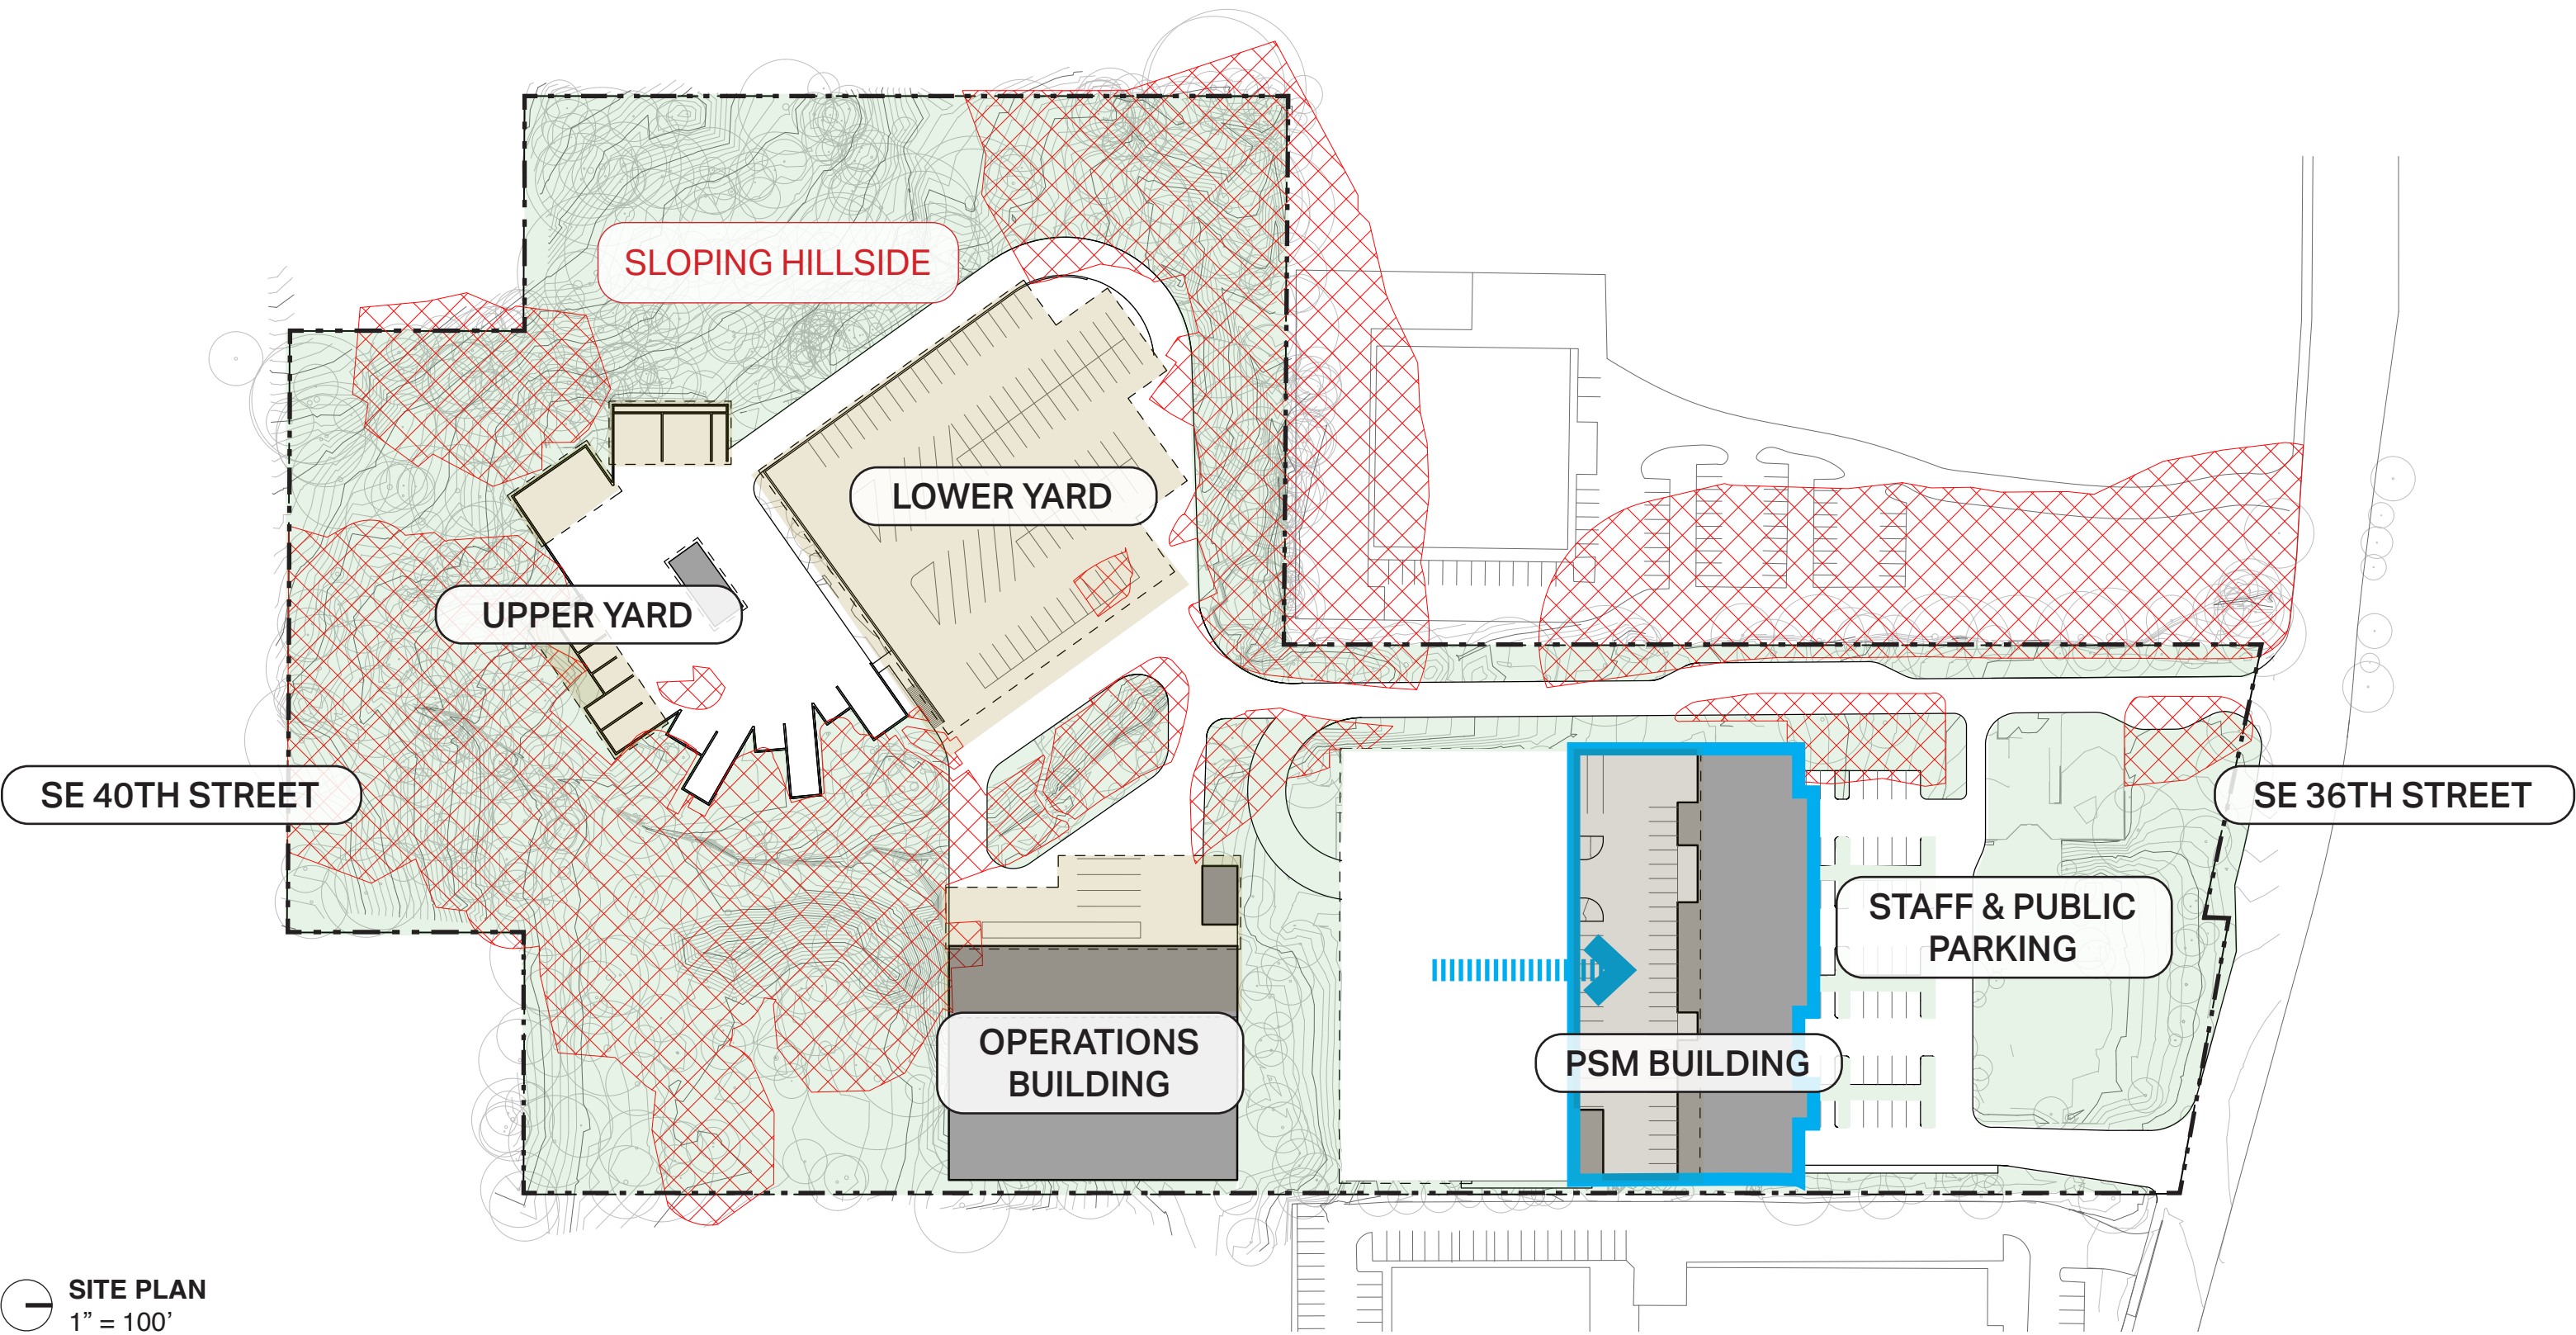 SLOPING HILLSIDE
LOWER YARD
UPPER YARD
SE 40TH STREET
SE 36TH STREET
STAFF & PUBLIC
PARKING
OPERATIONS
BUILDING
PSM BUILDING
SITE PLAN
1” = 100’